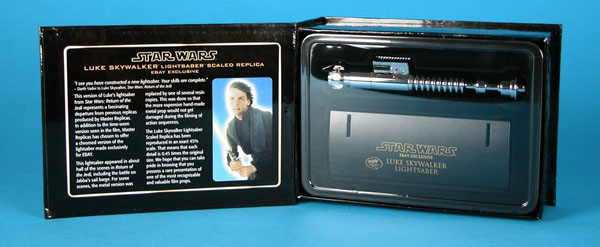 STAR WARS
LUKE SKYWALKER LIGHTSABER SCALED REPLICA
EBAY EXCLUSIVE
"I see you have constructed a new lightsaber. Your skills are complete."
– Darth Vader to Luke Skywalker, Star Wars: Return of the Jedi
This version of Luke's lightsaber
from Star Wars: Return of the
Jedi represents a fascinating
departure from previous replicas
produced by Master Replicas.
In addition to the time-worn
version seen in the film, Master
Replicas has chosen to offer
a chromed version of the
lightsaber made exclusively
for EBAY.
This lightsaber appeared in about
half of the scenes in Return of
the Jedi, including the battle on
Jabba's sail barge. For some
scenes, the metal version was
replaced by one of several resin
copies. This was done so that
the more expensive hand-made
metal prop would not get
damaged during the filming of
action sequences.
The Luke Skywalker Lightsaber
Scaled Replica has been
reproduced in an exact 45%
scale. That means that each
detail is 0.45 times the original
size. We hope that you can take
pride in knowing that you
possess a rare presentation of
one of the most recognizable
and valuable film props.
STAR WARS
EBAY EXCLUSIVE
LUKE SKYWALKER
LIGHTSABER